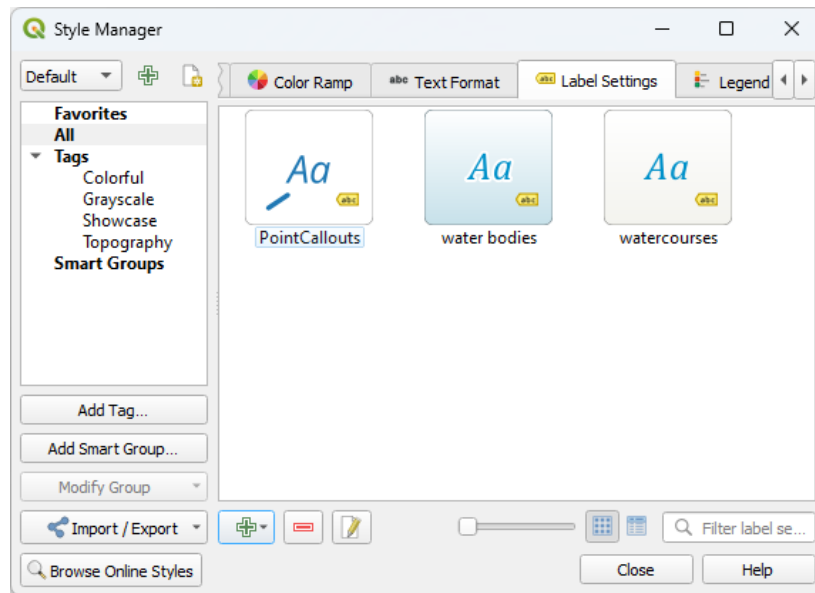 Style Manager
Default
Color Ramp
abc Text Format
abc Label Settings
Legend
Favorites
All
Tags
Colorful
Grayscale
Showcase
Topography
Smart Groups
Aa
abc
PointCallouts
Aa
abc
water bodies
Aa
abc
watercourses
Add Tag...
Add Smart Group...
Modify Group
Import / Export
Filter label se...
Browse Online Styles
Close
Help